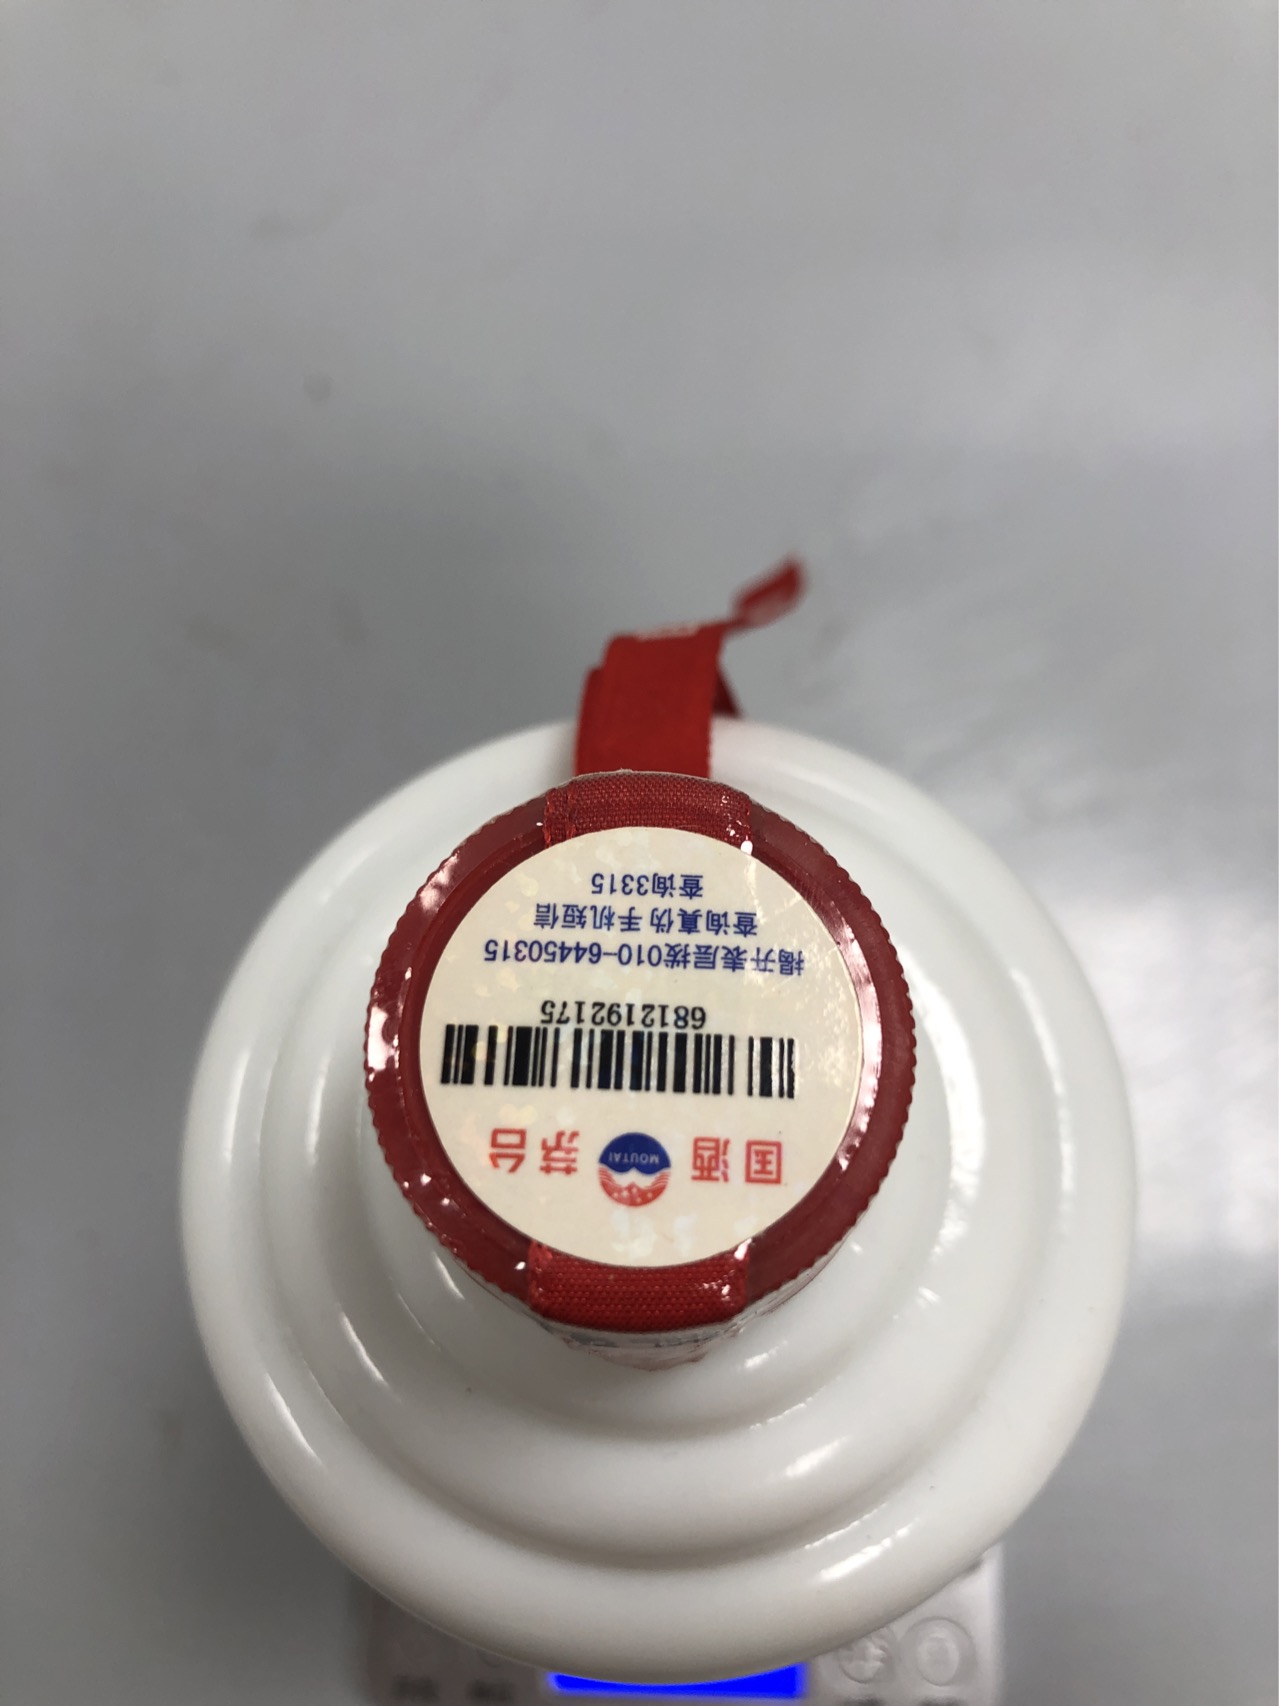 国酒 MOUTAI 茅台
6812192175
揭开表层拨010-64450315
查询真伪 手机短信
查询3315